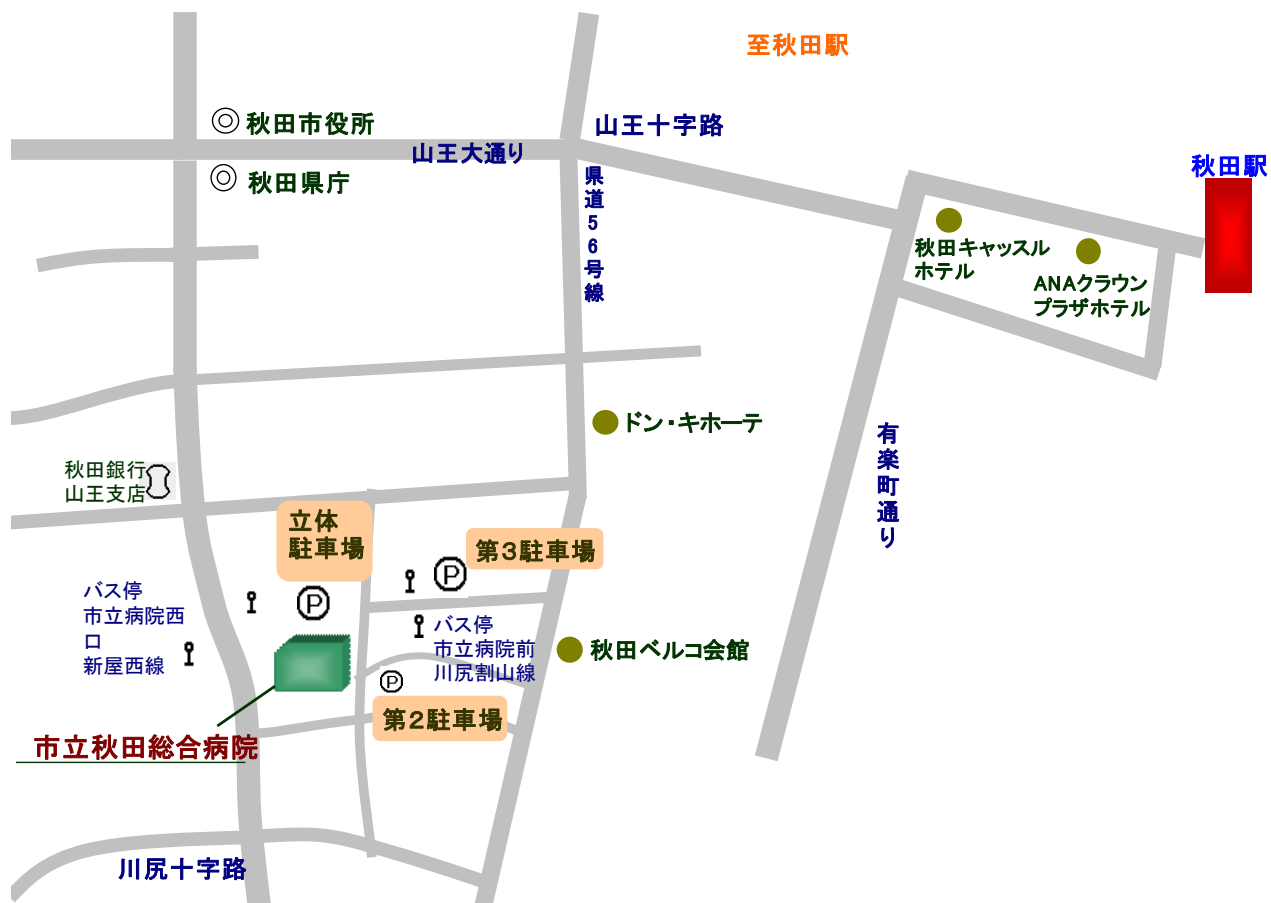 至秋田駅
秋田市役所
山王十字路
山王大通り
秋田駅
秋田県庁
県道56号線
秋田キャッスル
ホテル
ANAクラウン
プラザホテル
ドン・キホーテ
有楽町通り
秋田銀行
山王支店
立体
駐車場
第3駐車場
P
P
バス停
市立病院西
口
新屋西線
バス停
市立病院前
川尻割山線
秋田ベルコ会館
P
第2駐車場
市立秋田総合病院
川尻十字路